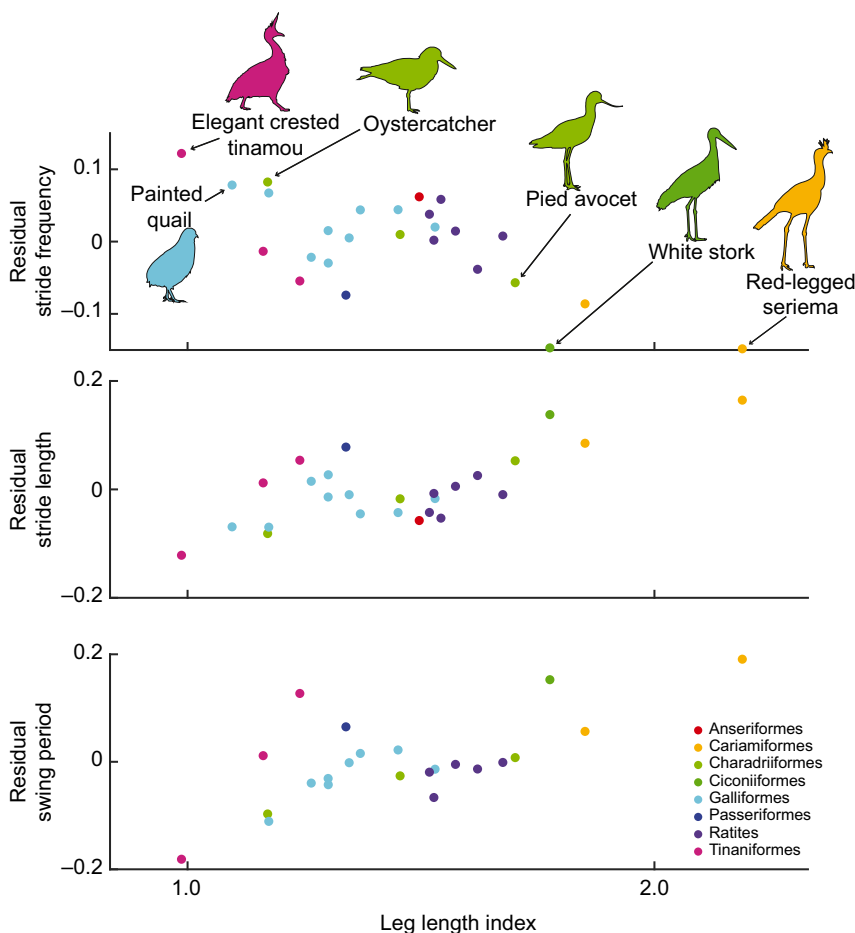 Elegant crested
tinamou
Oystercatcher
Painted
quail
Pied avocet
White stork
Red-legged
seriema
Residual
stride frequency
0.1
0
–0.1
Residual
stride length
0.2
0
–0.2
Residual
swing period
0.2
0
–0.2
Anseriformes
Cariamiformes
Charadriiformes
Ciconiiformes
Galliformes
Passeriformes
Ratites
Tinaniformes
1.0
2.0
Leg length index